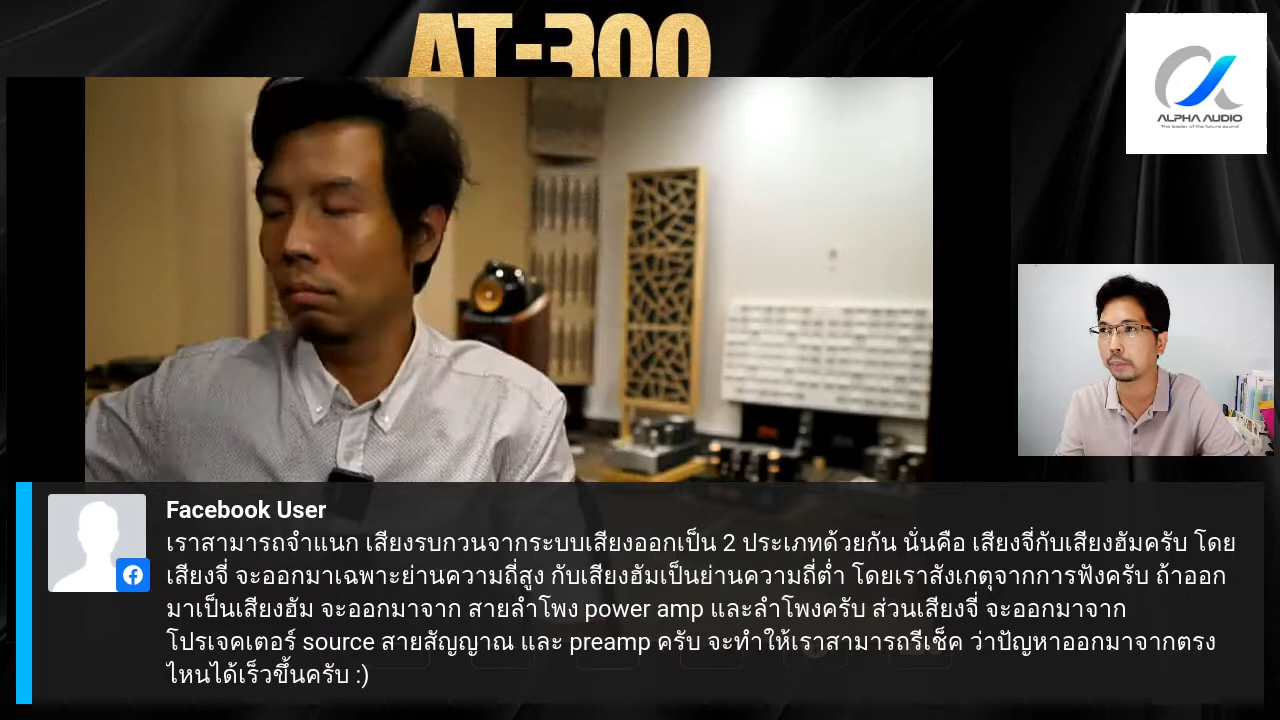 AT-300
ALPHA AUDIO
The leader of the future sound
Facebook User
เราสามารถจำแนก เสียงรบกวนจากระบบเสียงออกเป็น 2 ประเภทด้วยกัน นั่นคือ เสียงจี่กับเสียงฮัมครับ โดย
เสียงจี่ จะออกมาเฉพาะย่านความถี่สูง กับเสียงฮัมเป็นย่านความถี่ต่ำ โดยเราสังเกตุจากการฟังครับ ถ้าออก
มาเป็นเสียงฮัม จะออกมาจาก สายลำโพง power amp และลำโพงครับ ส่วนเสียงจี่ จะออกมาจาก
โปรเจคเตอร์ source สายสัญญาณ และ preamp ครับ จะทำให้เราสามารถรีเช็ค ว่าปัญหาออกมาจากตรง
ไหนได้เร็วขึ้นครับ :)